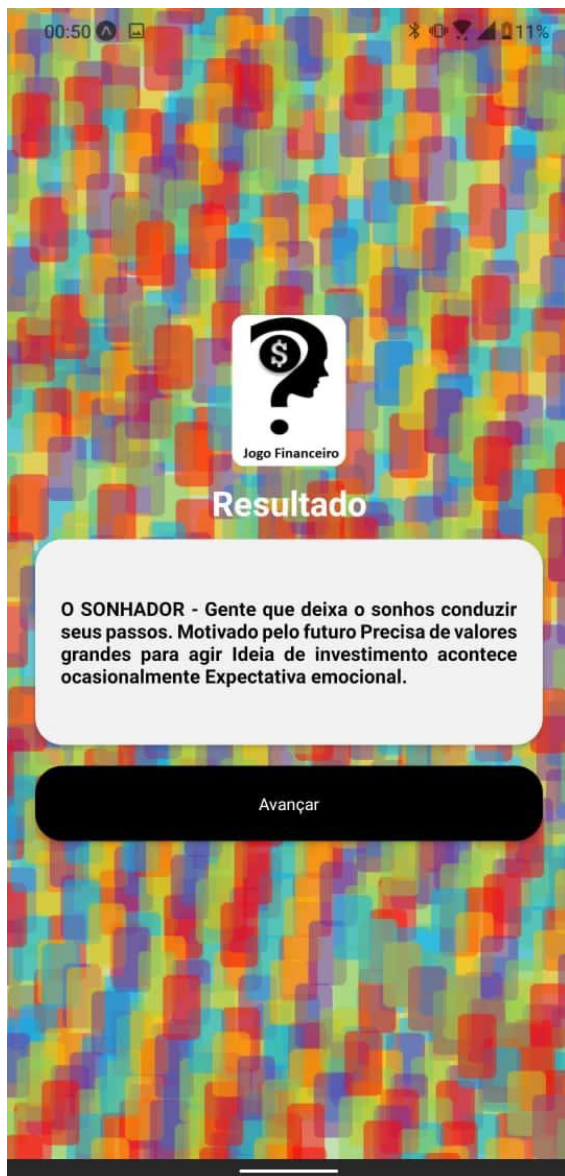 00:50 11%
$
Jogo Financeiro
Resultado
O SONHADOR - Gente que deixa o sonhos conduzir
seus passos. Motivado pelo futuro Precisa de valores
grandes para agir Ideia de investimento acontece
ocasionalmente Expectativa emocional.
Avançar